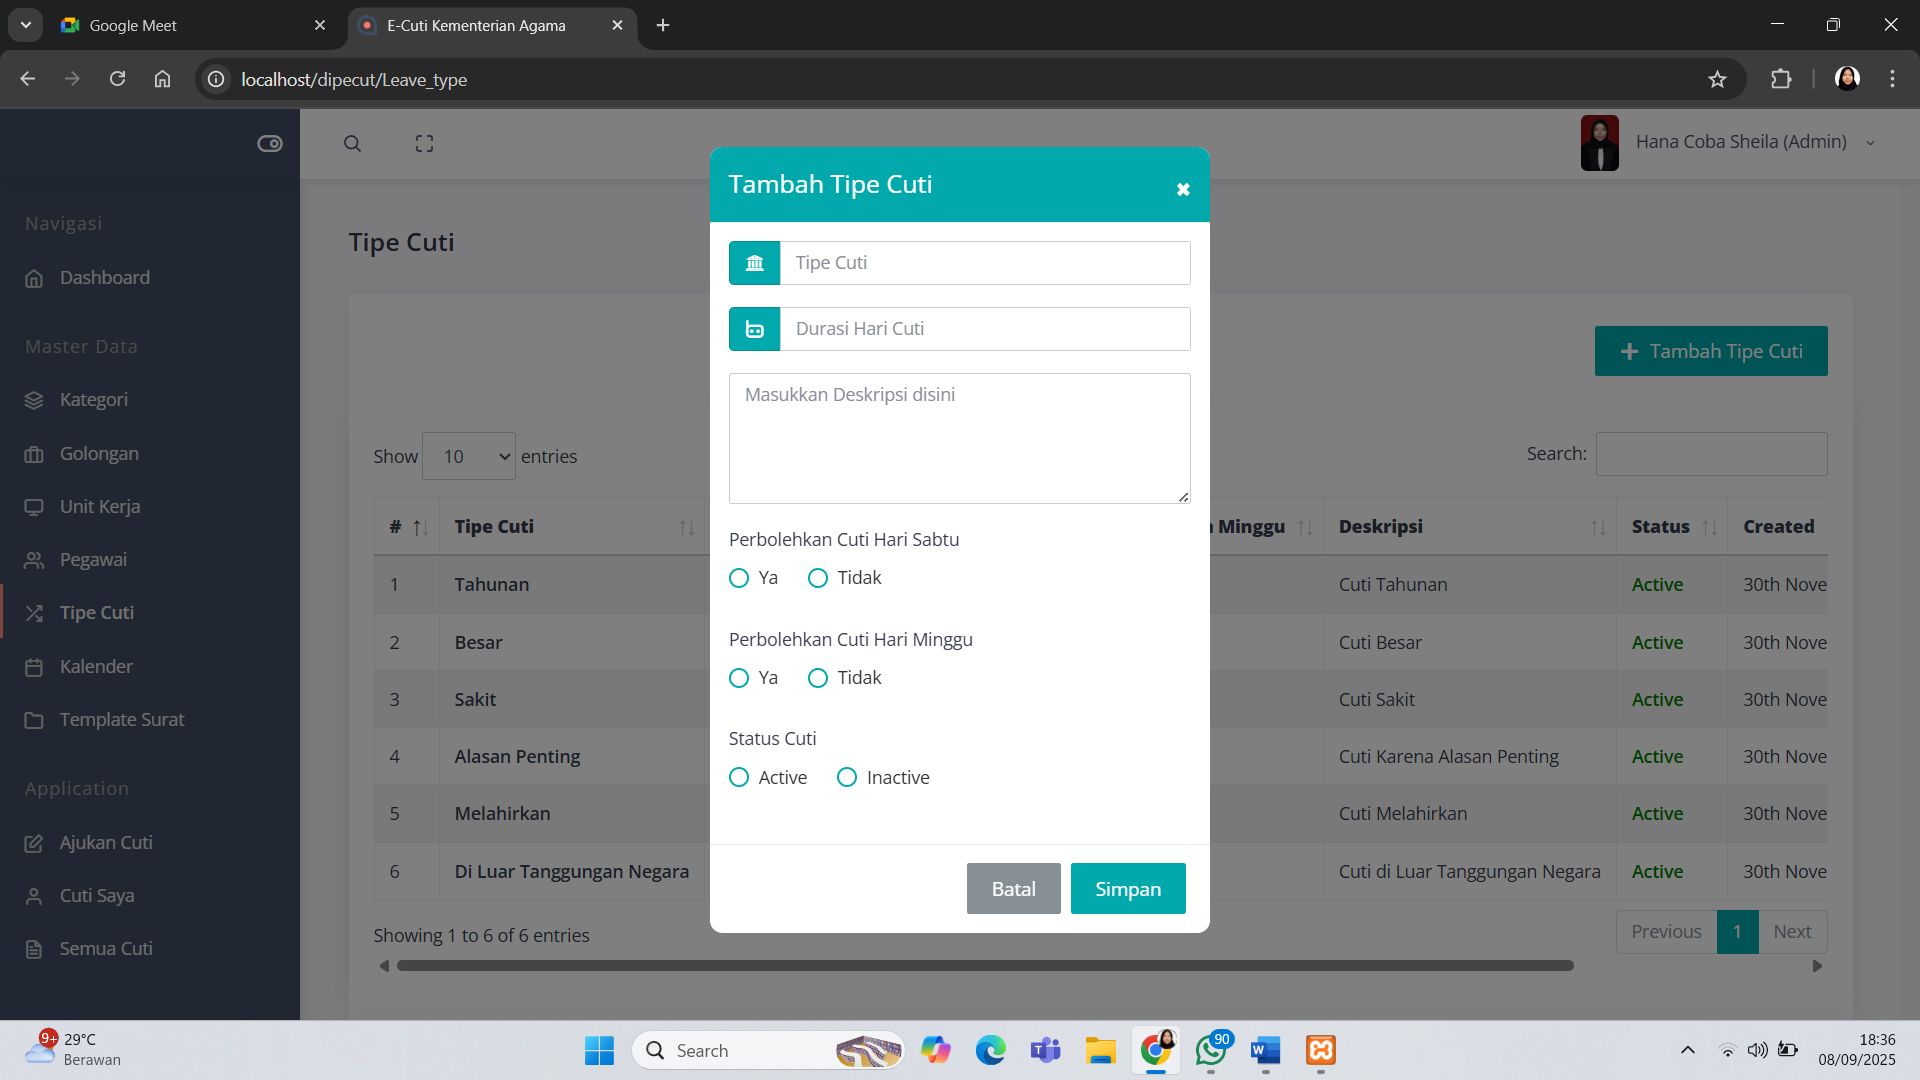 Google Meet
E-Cuti Kementerian Agama
localhost/dipecut/Leave_type
Hana Coba Sheila (Admin)
Navigasi
Dashboard
Master Data
Kategori
Golongan
Unit Kerja
Pegawai
Tipe Cuti
Kalender
Template Surat
Application
Ajukan Cuti
Cuti Saya
Semua Cuti
Tipe Cuti
Tambah Tipe Cuti
Show 10 entries
Search:
# Tipe Cuti Minggu Deskripsi Status Created
1 Tahunan Cuti Tahunan Active 30th Nove
2 Besar Cuti Besar Active 30th Nove
3 Sakit Cuti Sakit Active 30th Nove
4 Alasan Penting Cuti Karena Alasan Penting Active 30th Nove
5 Melahirkan Cuti Melahirkan Active 30th Nove
6 Di Luar Tanggungan Negara Cuti di Luar Tanggungan Negara Active 30th Nove
Showing 1 to 6 of 6 entries
Previous 1 Next
Tambah Tipe Cuti
Tipe Cuti
Durasi Hari Cuti
Masukkan Deskripsi disini
Perbolehkan Cuti Hari Sabtu
Ya Tidak
Perbolehkan Cuti Hari Minggu
Ya Tidak
Status Cuti
Active Inactive
Batal Simpan
9+
29°C
Berawan
Search
90
18:36
08/09/2025